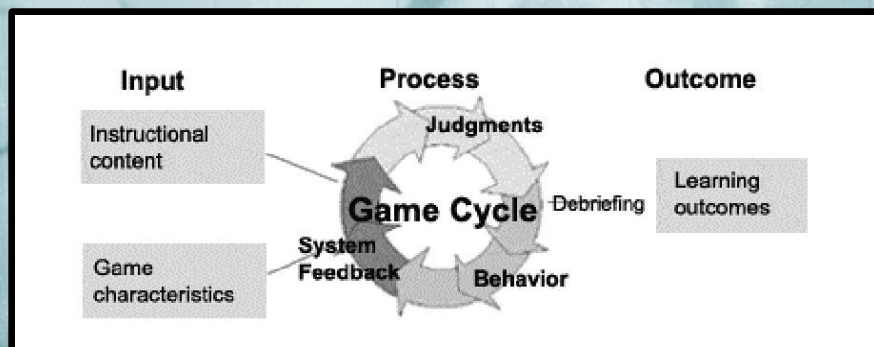 Input
Process
Outcome
Instructional
content
Judgments
Learning
outcomes
Game Cycle
Debriefing
System
Feedback
Game
characteristics
Behavior